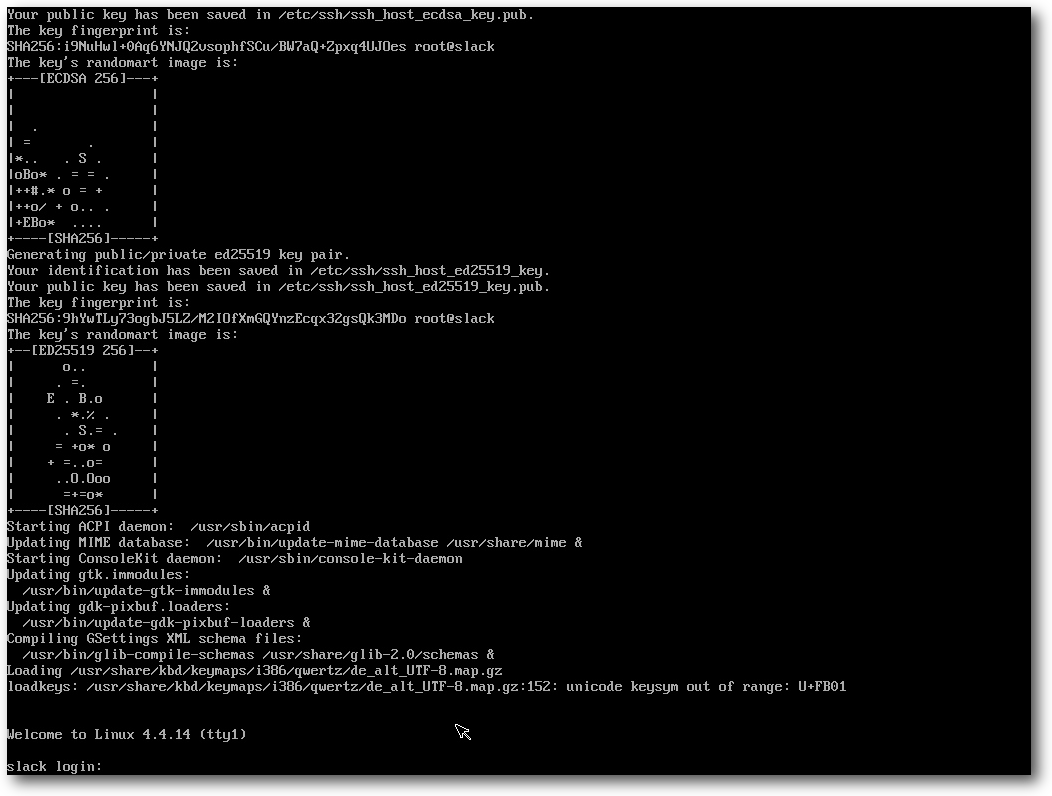 Your public key has been saved in /etc/ssh/ssh_host_ecdsa_key.pub.
The key fingerprint is:
SHA256:i9NuHwl+0Aq6YNJQ2vsophfSCu/BW7aQ+Zpxq4UJOes root@slack
The key's randomart image is:
+---[ECDSA 256]---+
|                 |
|                 |
|  .              |
| =       .       |
|*..   . S .      |
|oBo* . = = .     |
|++#.* o = +      |
|++o/ + o.. .     |
|+EBo*  ....      |
+----[SHA256]-----+
Generating public/private ed25519 key pair.
Your identification has been saved in /etc/ssh/ssh_host_ed25519_key.
Your public key has been saved in /etc/ssh/ssh_host_ed25519_key.pub.
The key fingerprint is:
SHA256:9hYwTLy73ogbJ5L2/M2IOfXmGQYnzEcqx32gsQk3MDo root@slack
The key's randomart image is:
+--[ED25519 256]--+
|      o..        |
|     . =.        |
|    E . B.o      |
|     . *.% .     |
|      . S.= .    |
|     = +o* o     |
|    + =..o=      |
|     ..O.Ooo     |
|      =+=o*      |
+----[SHA256]-----+
Starting ACPI daemon:  /usr/sbin/acpid
Updating MIME database:  /usr/bin/update-mime-database /usr/share/mime &
Starting ConsoleKit daemon:  /usr/sbin/console-kit-daemon
Updating gtk.immodules:
  /usr/bin/update-gtk-immodules &
Updating gdk-pixbuf.loaders:
  /usr/bin/update-gdk-pixbuf-loaders &
Compiling GSettings XML schema files:
  /usr/bin/glib-compile-schemas /usr/share/glib-2.0/schemas &
Loading /usr/share/kbd/keymaps/i386/qwertz/de_alt_UTF-8.map.gz
loadkeys: /usr/share/kbd/keymaps/i386/qwertz/de_alt_UTF-8.map.gz:152: unicode keysym out of range: U+FB01
Welcome to Linux 4.4.14 (tty1)
slack login: